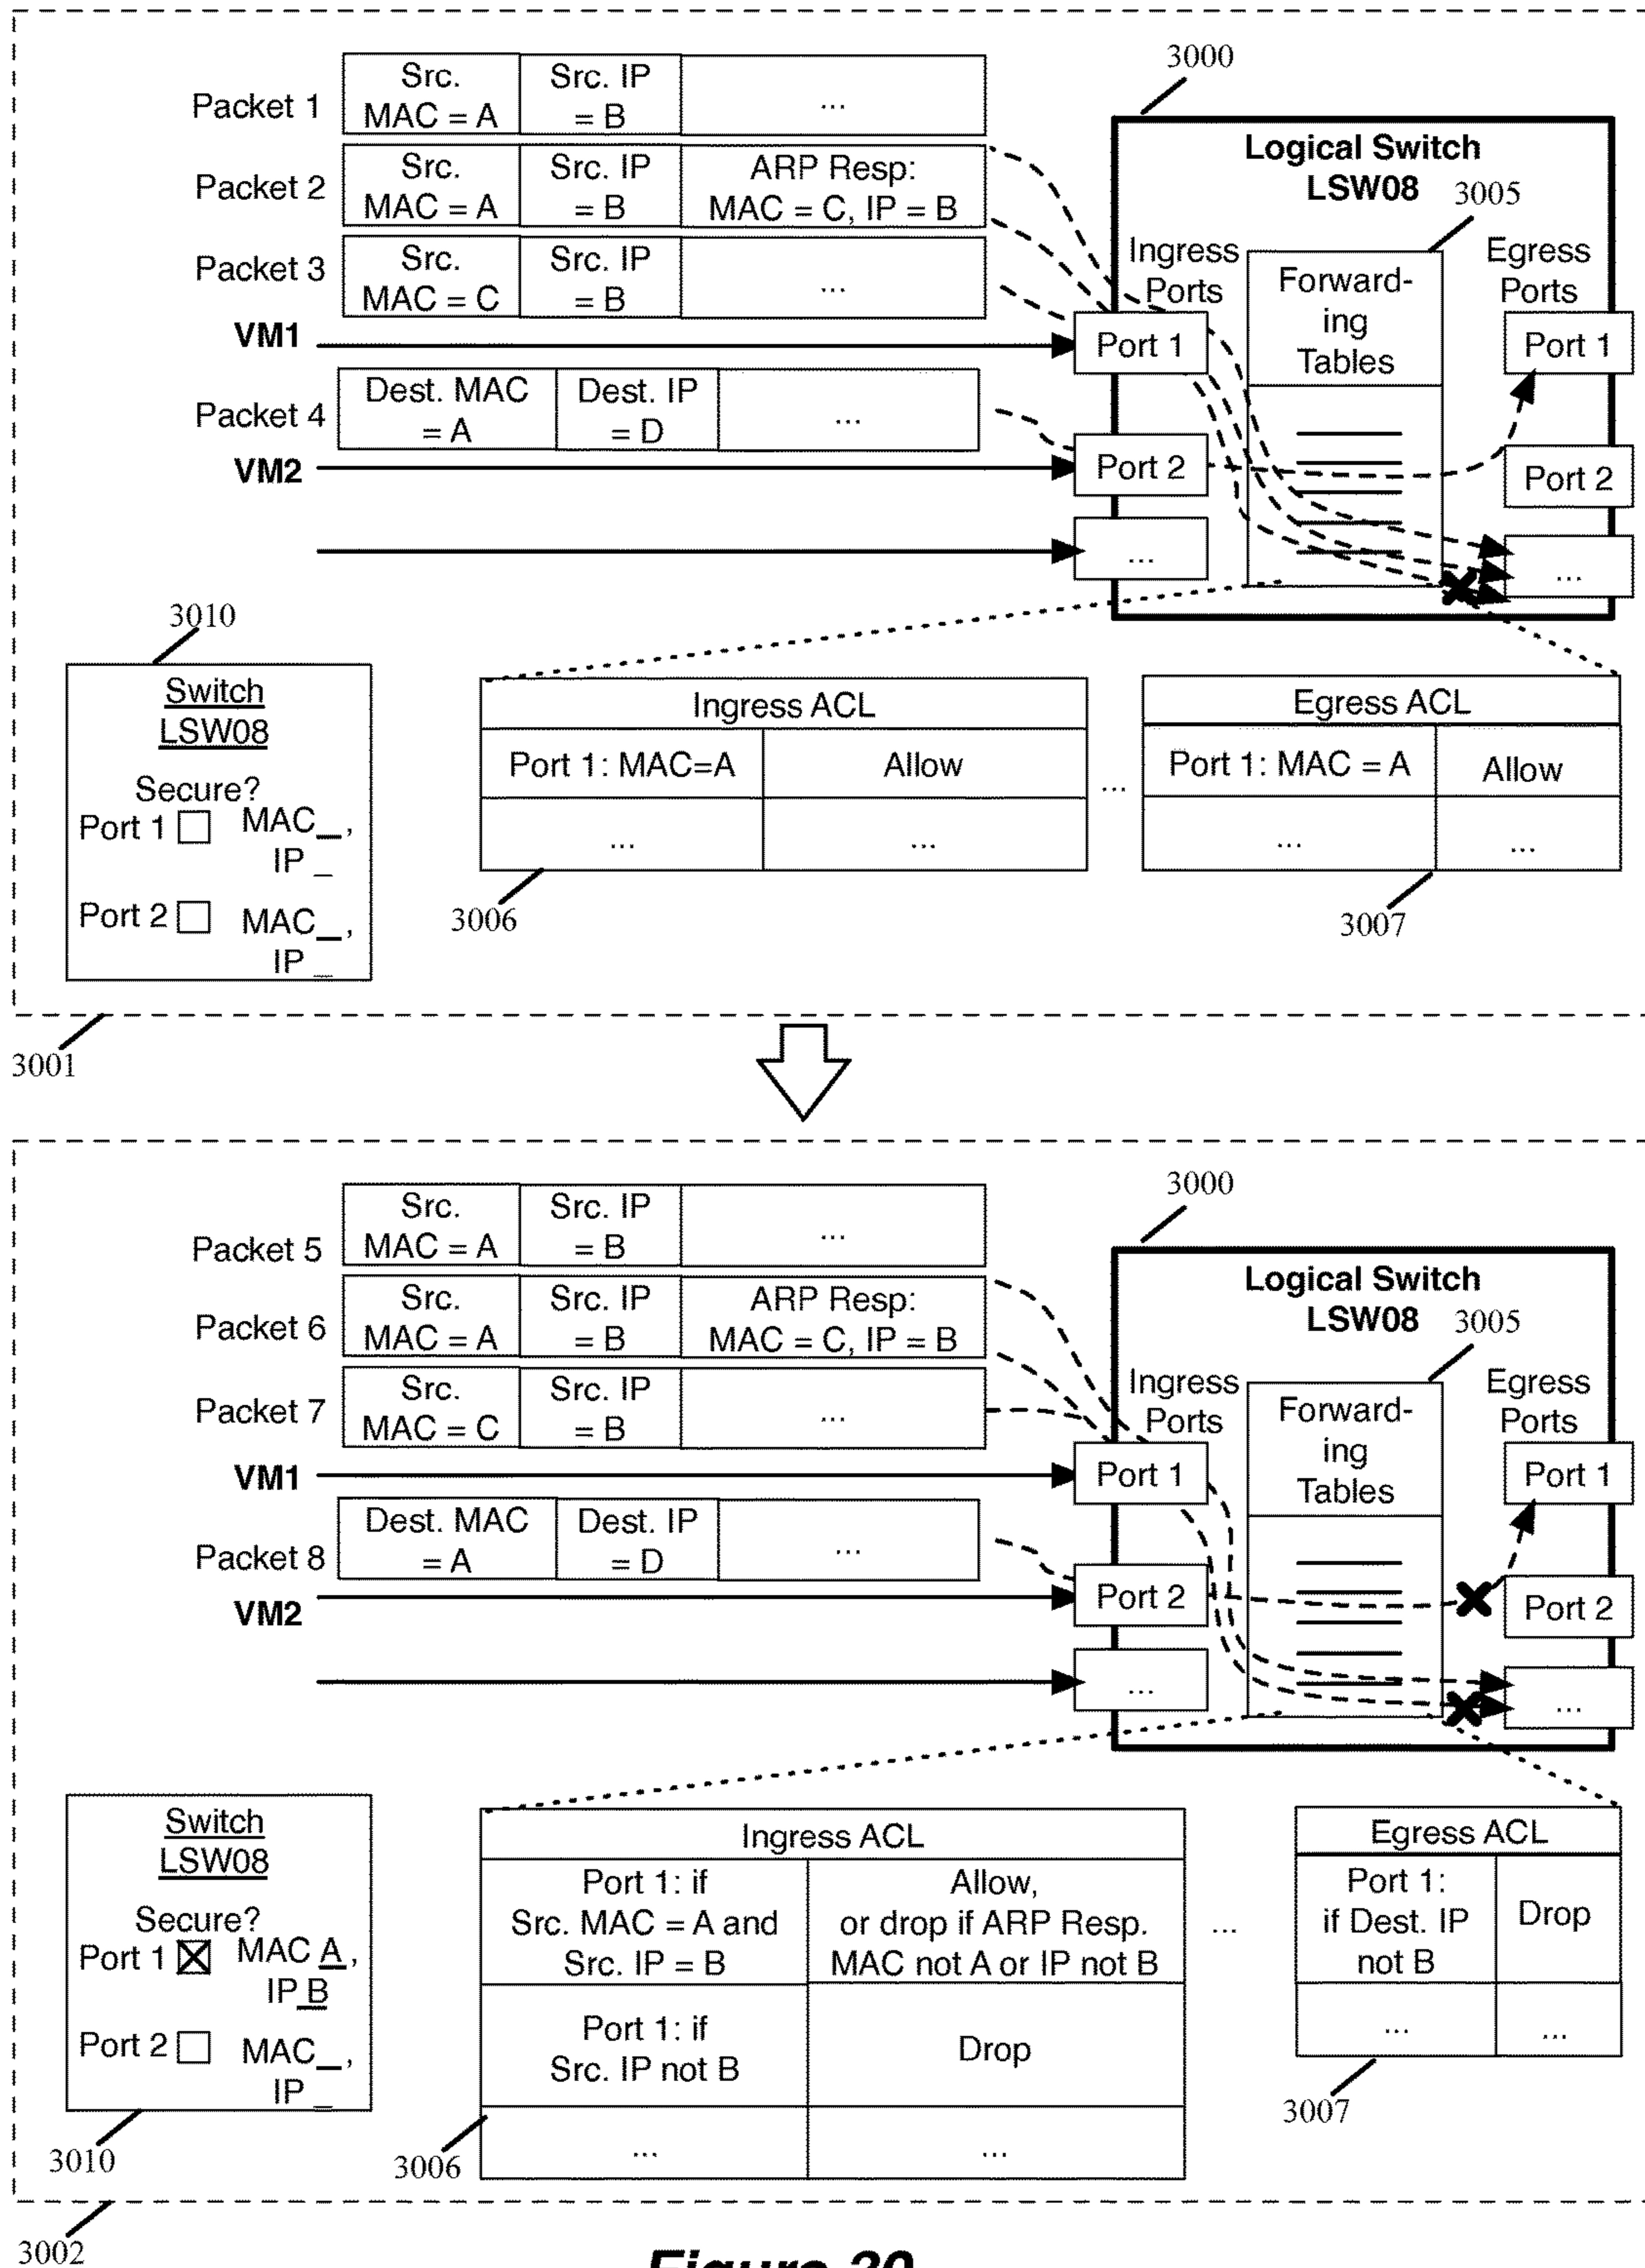 3000
Packet 1
Src.
MAC = A
Src. IP
= B
...
Packet 2
Src.
MAC = A
Src. IP
= B
ARP Resp:
MAC = C, IP = B
Packet 3
Src.
MAC = C
Src. IP
= B
...
VM1
Packet 4
Dest. MAC
= A
Dest. IP
= D
...
VM2
Logical Switch
LSW08
3005
Ingress
Ports
Forward-
ing
Tables
Egress
Ports
Port 1
Port 2
...
Port 1
Port 2
...
3010
Switch
LSW08
Secure?
Port 1 MAC_,
IP _
Port 2 MAC_,
IP _
Ingress ACL
Port 1: MAC=A
Allow
...
...
3006
...
Egress ACL
Port 1: MAC = A
Allow
...
...
3007
3001
3000
Packet 5
Src.
MAC = A
Src. IP
= B
...
Packet 6
Src.
MAC = A
Src. IP
= B
ARP Resp:
MAC = C, IP = B
Packet 7
Src.
MAC = C
Src. IP
= B
...
VM1
Packet 8
Dest. MAC
= A
Dest. IP
= D
...
VM2
Logical Switch
LSW08
3005
Ingress
Ports
Forward-
ing
Tables
Egress
Ports
Port 1
Port 2
...
Port 1
Port 2
...
Switch
LSW08
Secure?
Port 1 MAC A,
IP B
Port 2 MAC_,
IP _
3010
Ingress ACL
Port 1: if
Src. MAC = A and
Src. IP = B
Allow,
or drop if ARP Resp.
MAC not A or IP not B
Port 1: if
Src. IP not B
Drop
...
...
3006
...
Egress ACL
Port 1:
if Dest. IP
not B
Drop
...
...
3007
3002
Figure 30